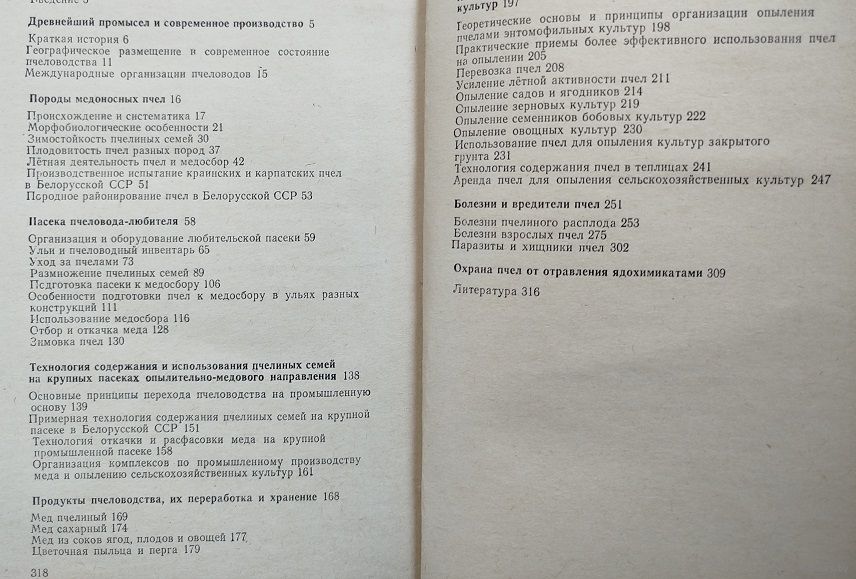 Введение 3
Древнейший промысел и современное производство 5
Краткая история 6
Географическое размещение и современное состояние
пчеловодства 11
Международные организации пчеловодов 15
Породы медоносных пчел 16
Происхождение и систематика 17
Морфобиологические особенности 21
Зимостойкость пчелиных семей 30
Плодовитость пчел разных пород 37
Лётная деятельность пчел и медосбор 42
Производственное испытание краинских и карпатских пчел
в Белорусской ССР 51
Породное районирование пчел в Белорусской ССР 53
Пасека пчеловода-любителя 58
Организация и оборудование любительской пасеки 59
Ульи и пчеловодный инвентарь 65
Уход за пчелами 73
Размножение пчелиных семей 89
Подготовка пасеки к медосбору 106
Особенности подготовки пчел к медосбору в ульях разных
конструкций 111
Использование медосбора 116
Отбор и откачка меда 128
Зимовка пчел 130
Технология содержания и использования пчелиных семей
на крупных пасеках опылительно-медового направления 138
Основные принципы перехода пчеловодства на промышленную
основу 139
Примерная технология содержания пчелиных семей на крупной
пасеке в Белорусской ССР 151
Технология откачки и расфасовки меда на крупной
промышленной пасеке 158
Организация комплексов по промышленному производству
меда и опылению сельскохозяйственных культур 161
Продукты пчеловодства, их переработка и хранение 168
Мед пчелиный 169
Мед сахарный 174
Мед из соков ягод, плодов и овощей 177
Цветочная пыльца и перга 179
318
культур 197
Теоретические основы и принципы организации опыления
пчелами энтомофильных культур 198
Практические приемы более эффективного использования пчел
на опылении 205
Перевозка пчел 208
Усиление лётной активности пчел 211
Опыление садов и ягодников 214
Опыление зерновых культур 219
Опыление семенников бобовых культур 222
Опыление овощных культур 230
Использование пчел для опыления культур закрытого
грунта 231
Технология содержания пчел в теплицах 241
Аренда пчел для опыления сельскохозяйственных культур 247
Болезни и вредители пчел 251
Болезни пчелиного расплода 253
Болезни взрослых пчел 275
Паразиты и хищники пчел 302
Охрана пчел от отравления ядохимикатами 309
Литература 316